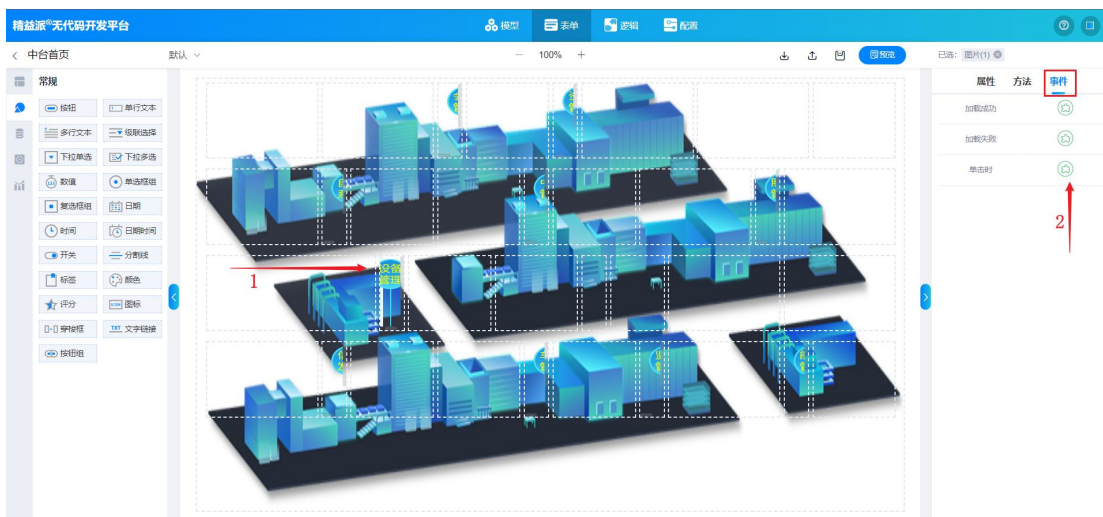 精益派®无代码开发平台
模型
表单
逻辑
配置
中台首页
默认
100%
预览
已选: 图片(1)
常规
属性 方法 事件
按钮 单行文本
多行文本 级联选择
下拉单选 下拉多选
数值 单选框组
复选框组 日期
时间 日期时间
开关 分割线
标签 颜色
评分 图标
穿梭框 文字链接
按钮组
加载成功
加载失败
单击时
1
2
设备
管理